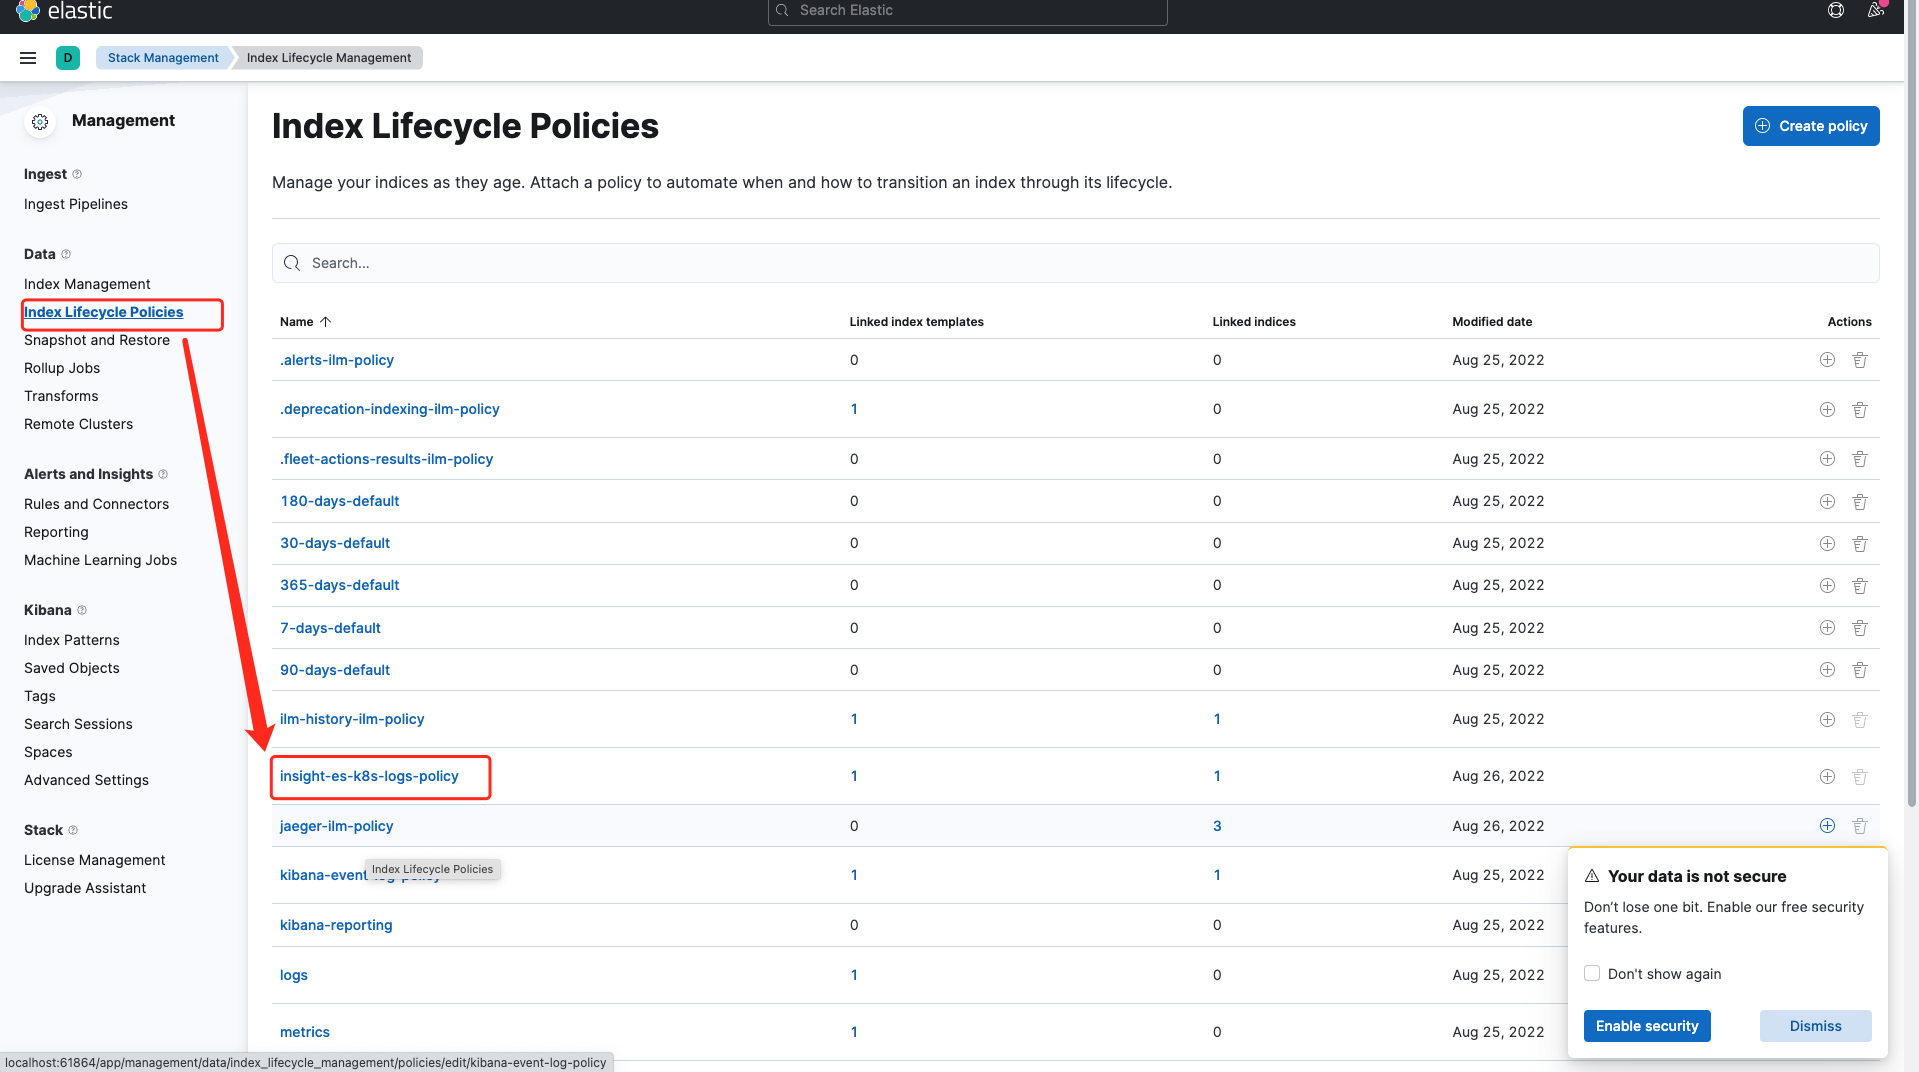 elastic
Search Elastic
D
Stack Management
Index Lifecycle Management
Management
Ingest
Ingest Pipelines
Data
Index Management
Index Lifecycle Policies
Snapshot and Restore
Rollup Jobs
Transforms
Remote Clusters
Alerts and Insights
Rules and Connectors
Reporting
Machine Learning Jobs
Kibana
Index Patterns
Saved Objects
Tags
Search Sessions
Spaces
Advanced Settings
Stack
License Management
Upgrade Assistant
Index Lifecycle Policies
Create policy
Manage your indices as they age. Attach a policy to automate when and how to transition an index through its lifecycle.
Search...
Name Linked index templates Linked indices Modified date Actions
.alerts-ilm-policy 0 0 Aug 25, 2022
.deprecation-indexing-ilm-policy 1 0 Aug 25, 2022
.fleet-actions-results-ilm-policy 0 0 Aug 25, 2022
180-days-default 0 0 Aug 25, 2022
30-days-default 0 0 Aug 25, 2022
365-days-default 0 0 Aug 25, 2022
7-days-default 0 0 Aug 25, 2022
90-days-default 0 0 Aug 25, 2022
ilm-history-ilm-policy 1 1 Aug 25, 2022
insight-es-k8s-logs-policy 1 1 Aug 26, 2022
jaeger-ilm-policy 0 3 Aug 26, 2022
Index Lifecycle Policies
kibana-event-log-policy 1 1 Aug 25, 2022
kibana-reporting 0 0 Aug 25, 2022
logs 1 0 Aug 25, 2022
metrics 1 0 Aug 25, 2022
Your data is not secure
Don't lose one bit. Enable our free security
features.
Don't show again
Enable security
Dismiss
localhost:61864/app/management/data/index_lifecycle_management/policies/edit/kibana-event-log-policy